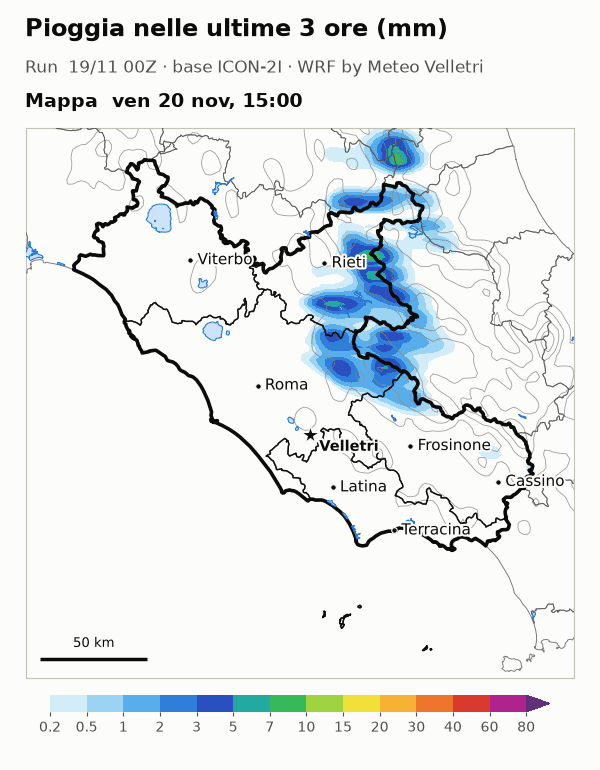 Pioggia nelle ultime 3 ore (mm)
Run 19/11 00Z · base ICON-2I · WRF by Meteo Velletri
Mappa ven 20 nov, 15:00
Viterbo
Rieti
Roma
Velletri
Frosinone
Latina
Cassino
Terracina
50 km
0.2 0.5 1 2 3 5 7 10 15 20 30 40 60 80